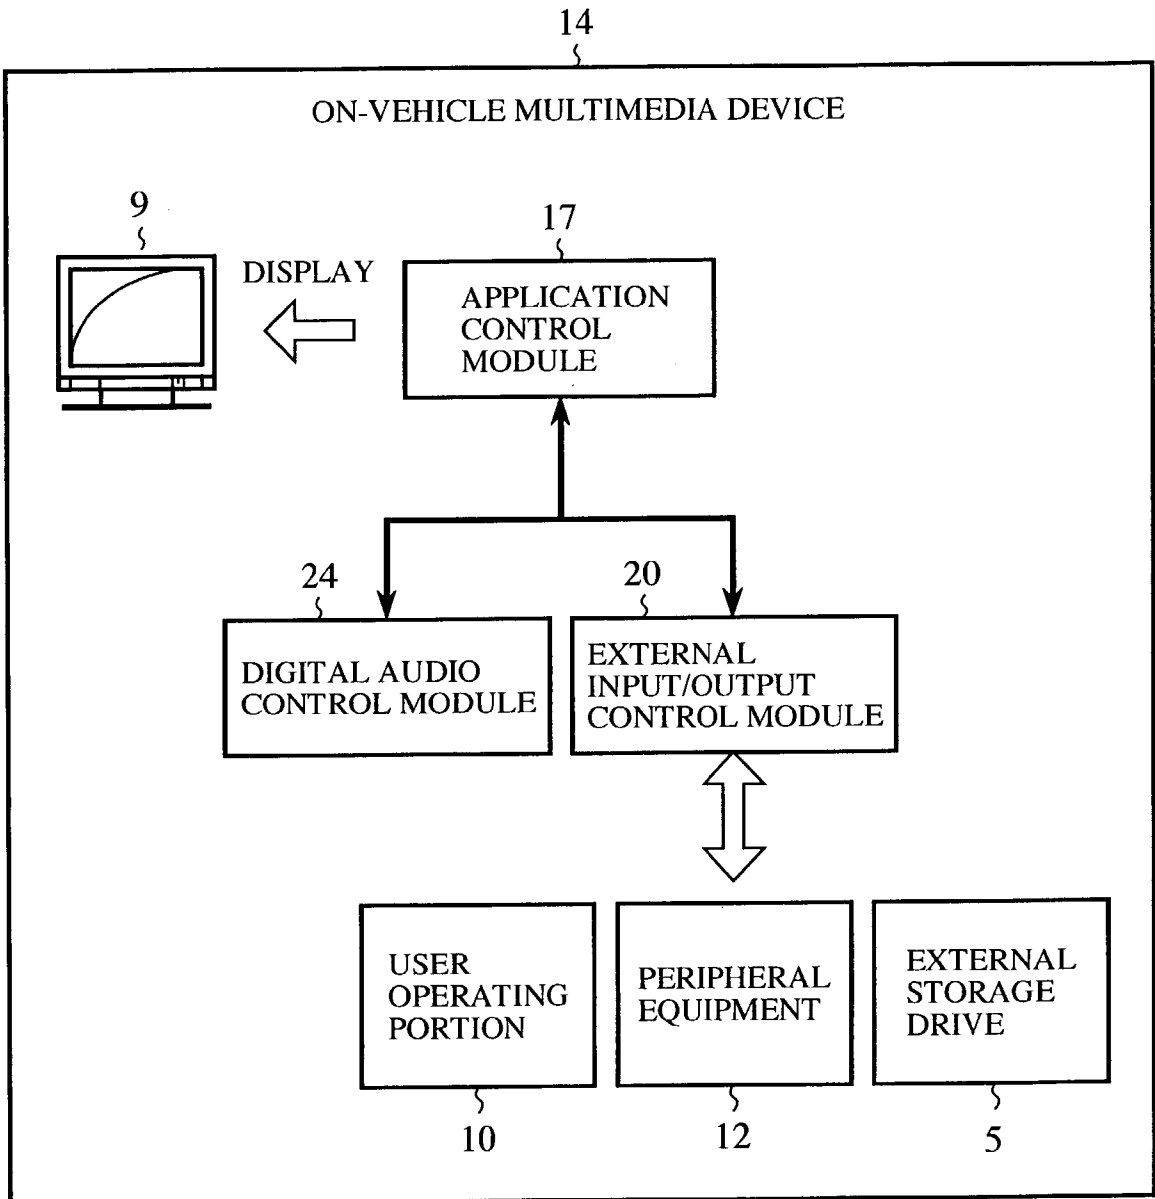 14
ON-VEHICLE MULTIMEDIA DEVICE
9
17
DISPLAY
APPLICATION
CONTROL
MODULE
24
20
DIGITAL AUDIO
CONTROL MODULE
EXTERNAL
INPUT/OUTPUT
CONTROL MODULE
USER
OPERATING
PORTION
PERIPHERAL
EQUIPMENT
EXTERNAL
STORAGE
DRIVE
10
12
5